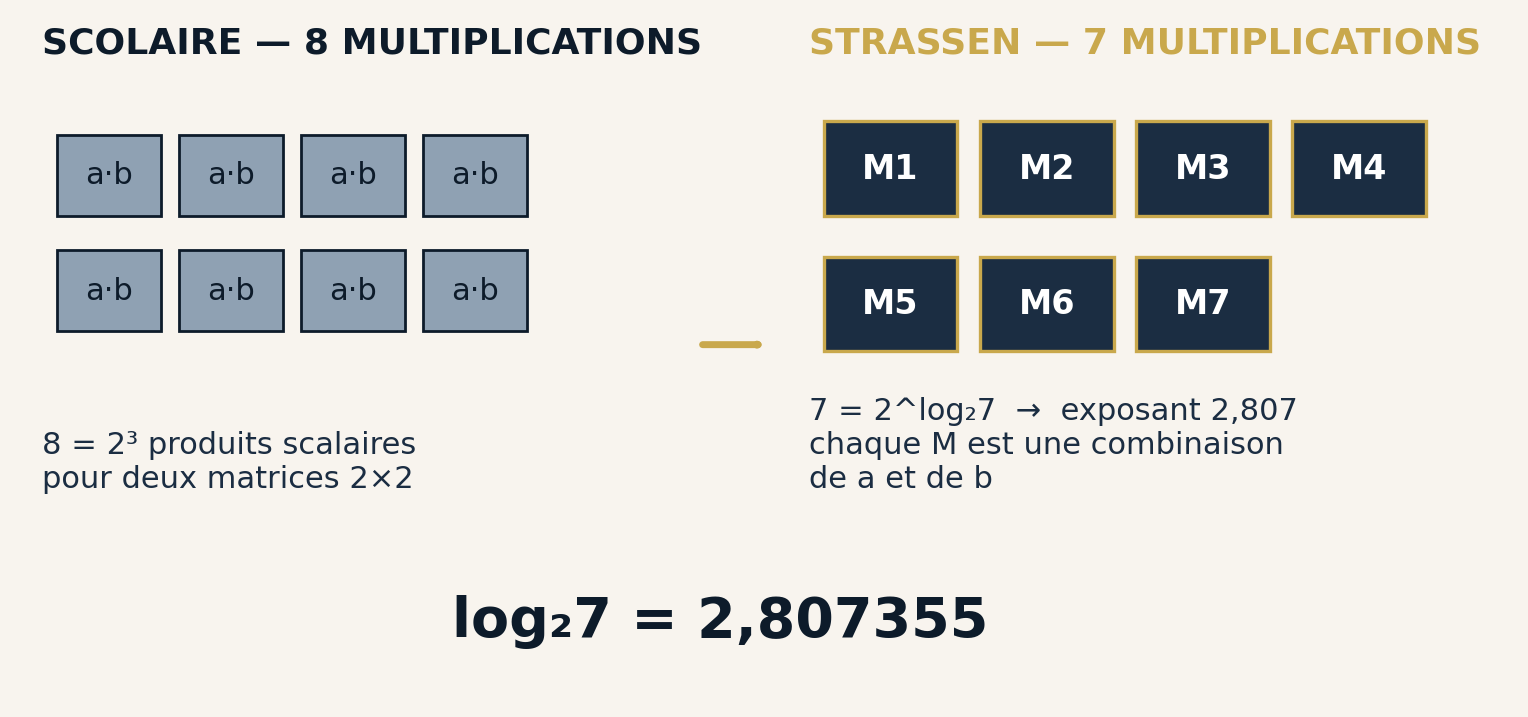 SCOLAIRE — 8 MULTIPLICATIONS
a·b a·b a·b a·b
a·b a·b a·b a·b
8 = 2³ produits scalaires
pour deux matrices 2×2
STRASSEN — 7 MULTIPLICATIONS
M1 M2 M3 M4
M5 M6 M7
7 = 2^log₂7 → exposant 2,807
chaque M est une combinaison
de a et de b
log₂7 = 2,807355